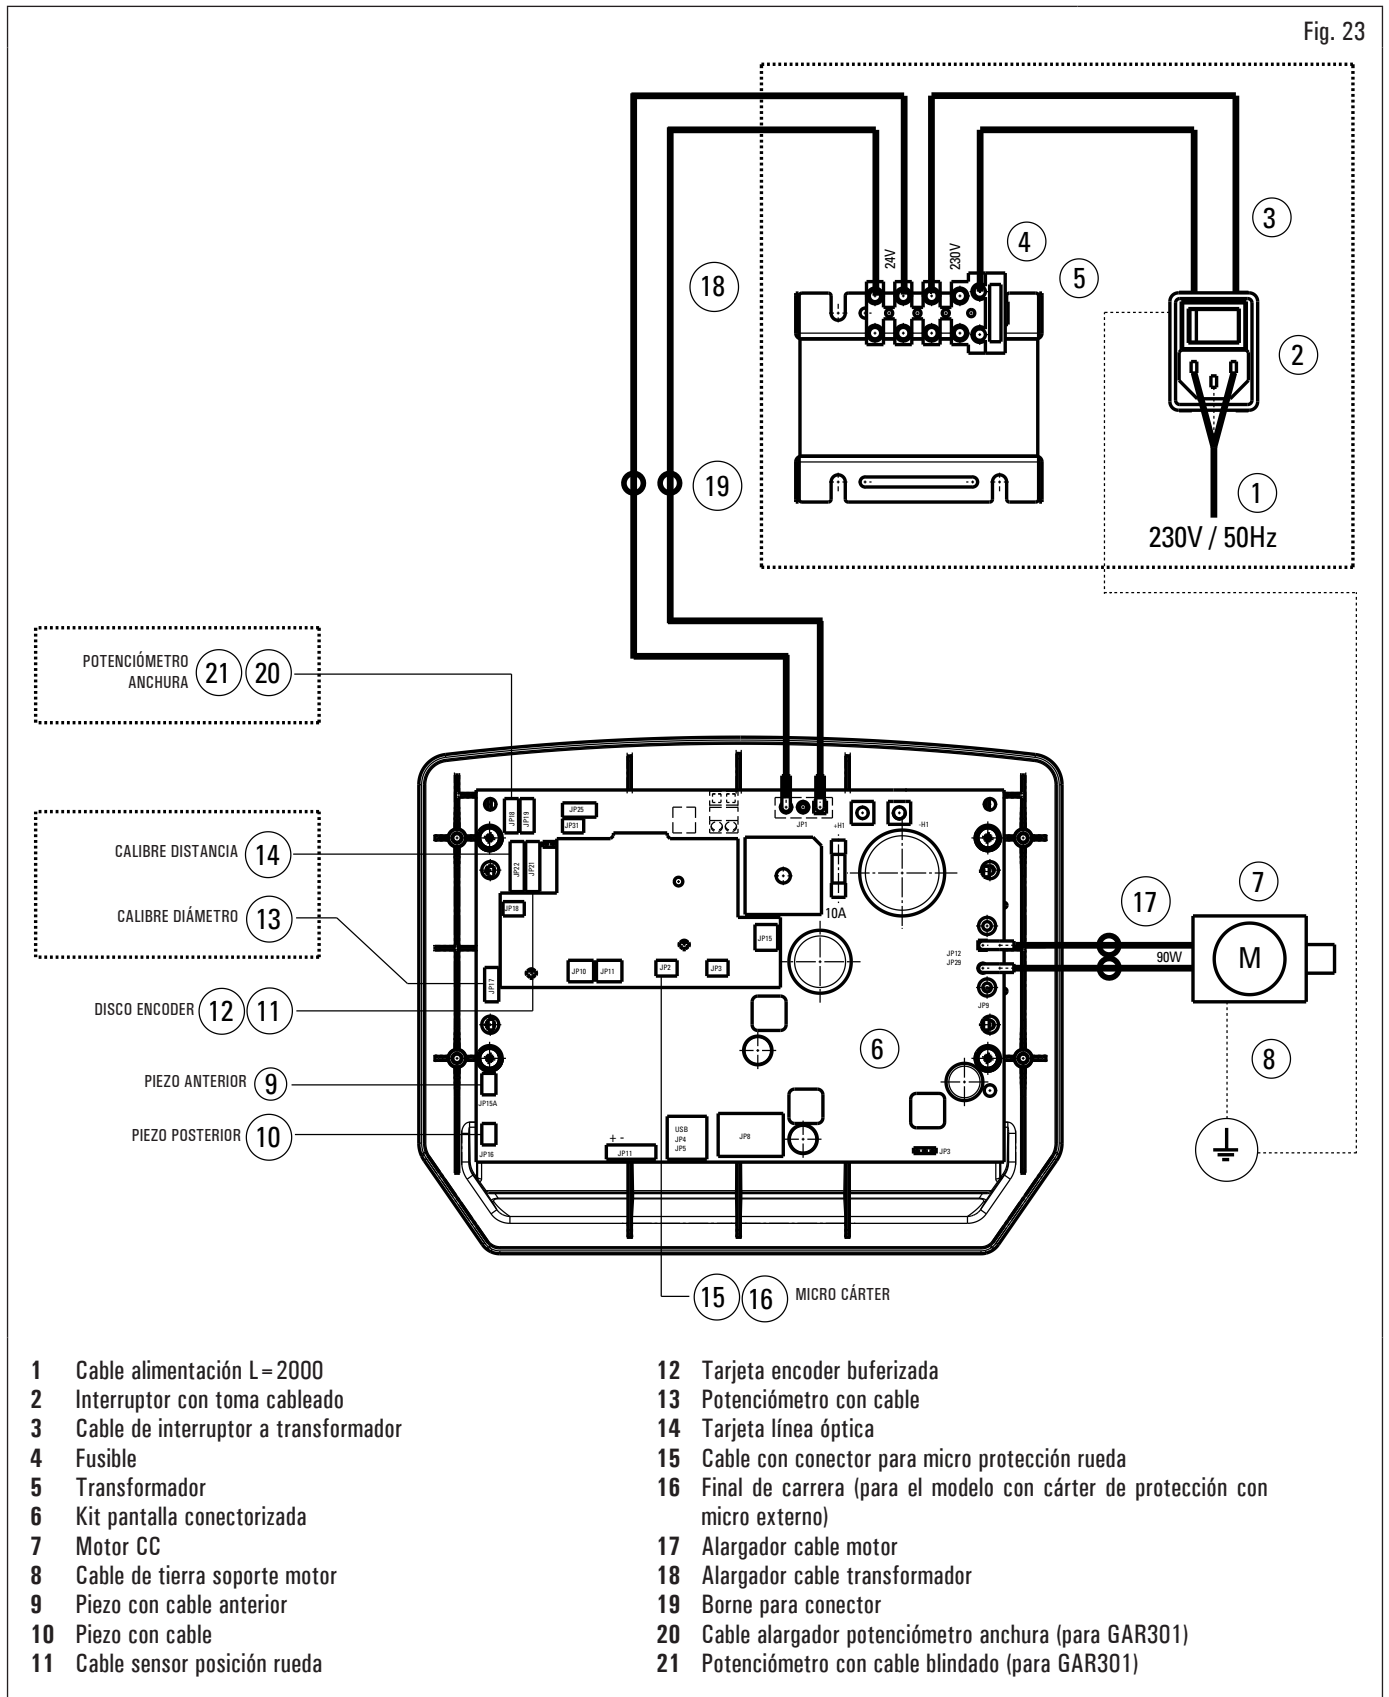 Fig. 23
3
4
5
24V
230V
18
2
19
1
230V / 50Hz
POTENCIÓMETRO
ANCHURA
21
20
JP18
JP19
JP25
JP31
JP1
+H1
-H1
CALIBRE DISTANCIA
14
JP22
JP21
10A
7
17
CALIBRE DIÁMETRO
13
JP18
JP15
JP12
JP29
90W
M
JP10
JP11
JP2
JP3
JP17
JP9
DISCO ENCODER
12
11
6
8
PIEZO ANTERIOR
9
JP15A
PIEZO POSTERIOR
10
JP16
+ -
JP11
USB
JP4
JP5
JP8
JP3
15
16
MICRO CÁRTER
1 Cable alimentación L=2000
2 Interruptor con toma cableado
3 Cable de interruptor a transformador
4 Fusible
5 Transformador
6 Kit pantalla conectorizada
7 Motor CC
8 Cable de tierra soporte motor
9 Piezo con cable anterior
10 Piezo con cable
11 Cable sensor posición rueda
12 Tarjeta encoder buferizada
13 Potenciómetro con cable
14 Tarjeta línea óptica
15 Cable con conector para micro protección rueda
16 Final de carrera (para el modelo con cárter de protección con
micro externo)
17 Alargador cable motor
18 Alargador cable transformador
19 Borne para conector
20 Cable alargador potenciómetro anchura (para GAR301)
21 Potenciómetro con cable blindado (para GAR301)